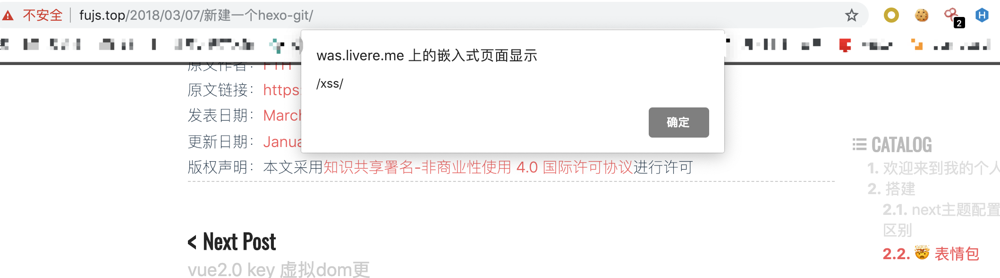 不安全 fujs.top/2018/03/07/新建一个hexo-git/
2
was.livere.me 上的嵌入式页面显示
/xss/
确定
原文作者： FTH
原文链接： https:
发表日期： March
更新日期： Janua
版权声明： 本文采用知识共享署名-非商业性使用 4.0 国际许可协议进行许可
< Next Post
vue2.0 key 虚拟dom更
CATALOG
1. 欢迎来到我的个人
2. 搭建
2.1. next主题配置
区别
2.2. 🤯 表情包